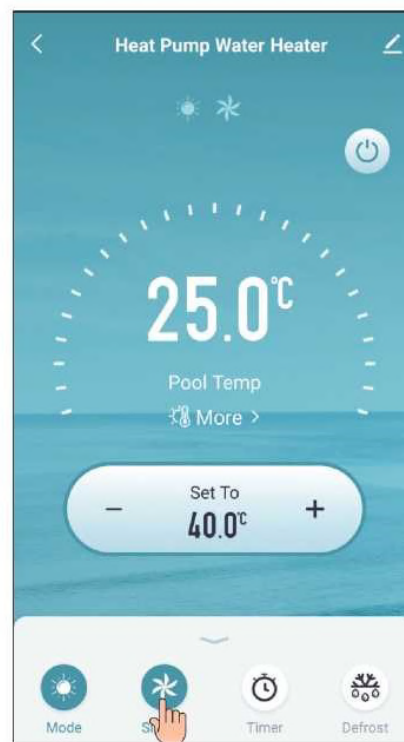 Heat Pump Water Heater
25.0°C
Pool Temp
More >
Set To
− 40.0°C +
Mode
Timer
Defrost